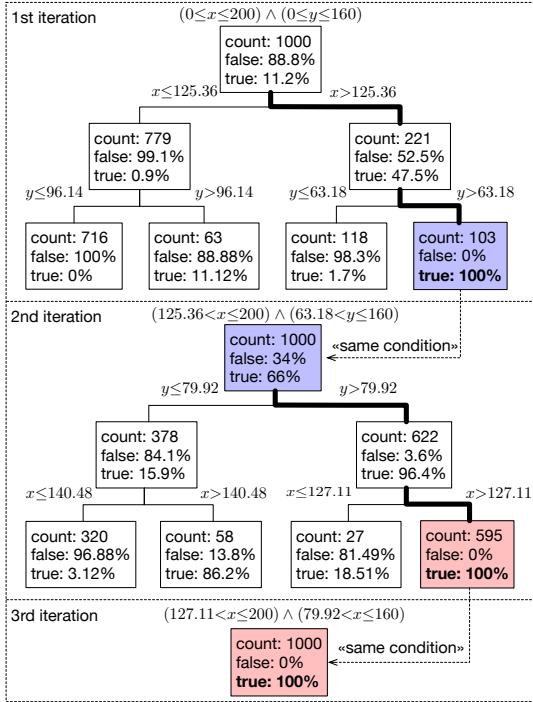 1st iteration
(0≤x≤200) ∧ (0≤y≤160)
count: 1000
false: 88.8%
true: 11.2%
x≤125.36
x>125.36
count: 779
false: 99.1%
true: 0.9%
count: 221
false: 52.5%
true: 47.5%
y≤96.14
y>96.14
y≤63.18
y>63.18
count: 716
false: 100%
true: 0%
count: 63
false: 88.88%
true: 11.12%
count: 118
false: 98.3%
true: 1.7%
count: 103
false: 0%
true: 100%
2nd iteration
(125.36<x≤200) ∧ (63.18<y≤160)
«same condition»
count: 1000
false: 34%
true: 66%
y≤79.92
y>79.92
count: 378
false: 84.1%
true: 15.9%
count: 622
false: 3.6%
true: 96.4%
x≤140.48
x>140.48
x≤127.11
x>127.11
count: 320
false: 96.88%
true: 3.12%
count: 58
false: 13.8%
true: 86.2%
count: 27
false: 81.49%
true: 18.51%
count: 595
false: 0%
true: 100%
3rd iteration
(127.11<x≤200) ∧ (79.92<x≤160)
«same condition»
count: 1000
false: 0%
true: 100%